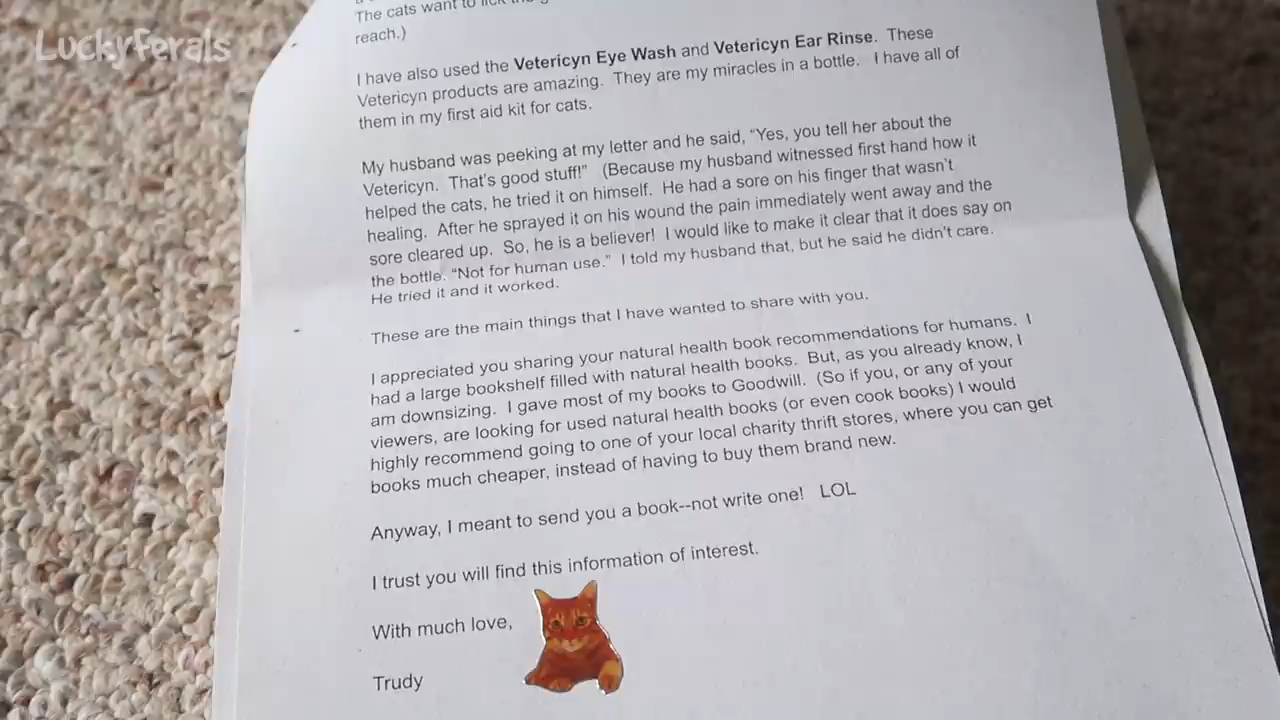 LuckyFerals
The cats want to lick the
reach.)
I have also used the Vetericyn Eye Wash and Vetericyn Ear Rinse. These
Vetericyn products are amazing. They are my miracles in a bottle. I have all of
them in my first aid kit for cats.
My husband was peeking at my letter and he said, “Yes, you tell her about the
Vetericyn. That’s good stuff!” (Because my husband witnessed first hand how it
helped the cats, he tried it on himself. He had a sore on his finger that wasn’t
healing. After he sprayed it on his wound the pain immediately went away and the
sore cleared up. So, he is a believer! I would like to make it clear that it does say on
the bottle. “Not for human use.” I told my husband that, but he said he didn’t care.
He tried it and it worked.
These are the main things that I have wanted to share with you.
I appreciated you sharing your natural health book recommendations for humans. I
had a large bookshelf filled with natural health books. But, as you already know, I
am downsizing. I gave most of my books to Goodwill. (So if you, or any of your
viewers, are looking for used natural health books (or even cook books) I would
highly recommend going to one of your local charity thrift stores, where you can get
books much cheaper, instead of having to buy them brand new.
Anyway, I meant to send you a book--not write one! LOL
I trust you will find this information of interest.
With much love,
Trudy